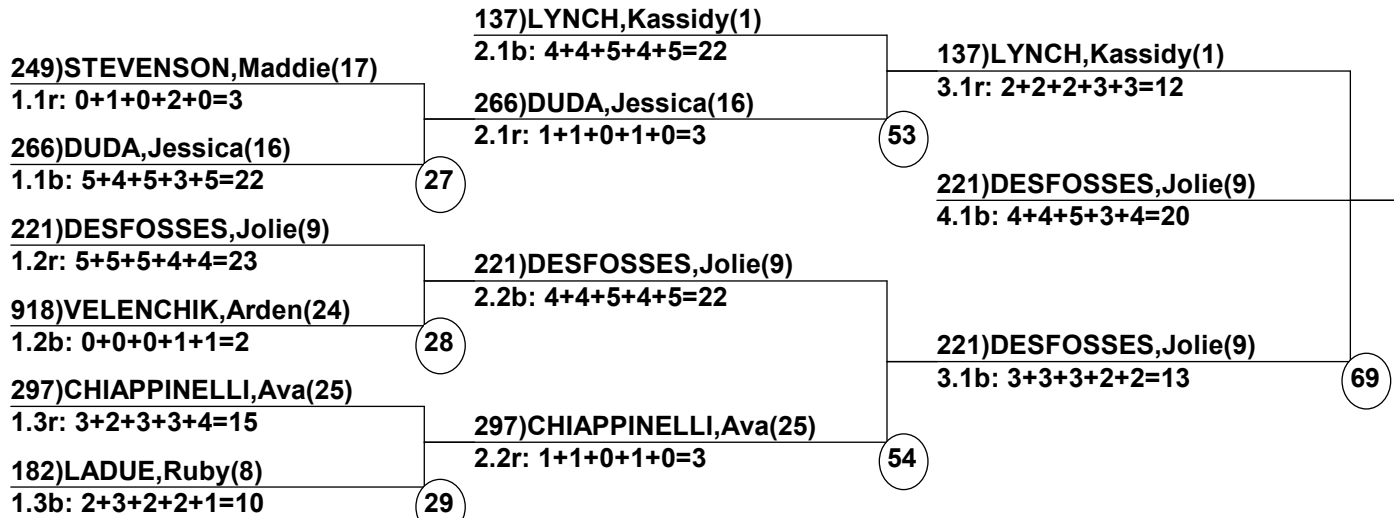 249)STEVENSON,Maddie(17)
1.1r: 0+1+0+2+0=3
266)DUDA,Jessica(16)
1.1b: 5+4+5+3+5=22
27
221)DESFOSSES,Jolie(9)
1.2r: 5+5+5+4+4=23
918)VELENCHIK,Arden(24)
1.2b: 0+0+0+1+1=2
28
297)CHIAPPINELLI,Ava(25)
1.3r: 3+2+3+3+4=15
182)LADUE,Ruby(8)
1.3b: 2+3+2+2+1=10
29
137)LYNCH,Kassidy(1)
2.1b: 4+4+5+4+5=22
266)DUDA,Jessica(16)
2.1r: 1+1+0+1+0=3
53
221)DESFOSSES,Jolie(9)
2.2b: 4+4+5+4+5=22
297)CHIAPPINELLI,Ava(25)
2.2r: 1+1+0+1+0=3
54
137)LYNCH,Kassidy(1)
3.1r: 2+2+2+3+3=12
221)DESFOSSES,Jolie(9)
4.1b: 4+4+5+3+4=20
221)DESFOSSES,Jolie(9)
3.1b: 3+3+3+2+2=13
69